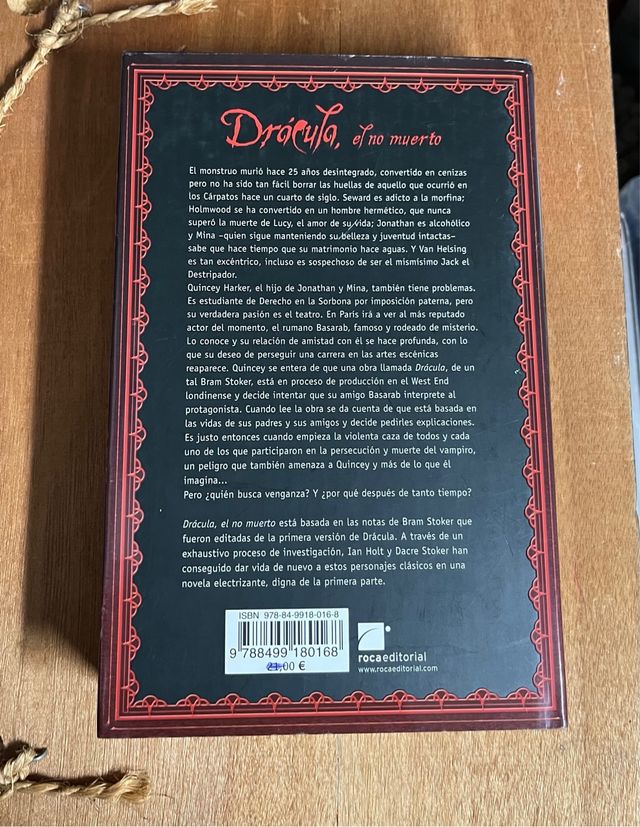 Drácula, el no muerto
El monstruo murió hace 25 años desintegrado, convertido en cenizas
pero no ha sido tan fácil borrar las huellas de aquello que ocurrió en
los Cárpatos hace un cuarto de siglo. Seward es adicto a la morfina;
Holmwood se ha convertido en un hombre hermético, que nunca
superó la muerte de Lucy, el amor de su vida; Jonathan es alcohólico
y Mina –quien sigue manteniendo su belleza y juventud intactas–
sabe que hace tiempo que su matrimonio hace aguas. Y Van Helsing
es tan excéntrico, incluso es sospechoso de ser el mismísimo Jack el
Destripador.
Quincey Harker, el hijo de Jonathan y Mina, también tiene problemas.
Es estudiante de Derecho en la Sorbona por imposición paterna, pero
su verdadera pasión es el teatro. En Paris irá a ver al más reputado
actor del momento, el rumano Basarab, famoso y rodeado de misterio.
Lo conoce y su relación de amistad con él se hace profunda, con lo
que su deseo de perseguir una carrera en las artes escénicas
reaparece. Quincey se entera de que una obra llamada Drácula, de un
tal Bram Stoker, está en proceso de producción en el West End
londinense y decide intentar que su amigo Basarab interprete al
protagonista. Cuando lee la obra se da cuenta de que está basada en
las vidas de sus padres y sus amigos y decide pedirles explicaciones.
Es justo entonces cuando empieza la violenta caza de todos y cada
uno de los que participaron en la persecución y muerte del vampiro,
un peligro que también amenaza a Quincey y más de lo que él
imagina...
Pero ¿quién busca venganza? Y ¿por qué después de tanto tiempo?
Drácula, el no muerto está basada en las notas de Bram Stoker que
fueron editadas de la primera versión de Drácula. A través de un
exhaustivo proceso de investigación, Ian Holt y Dacre Stoker han
conseguido dar vida de nuevo a estos personajes clásicos en una
novela electrizante, digna de la primera parte.
ISBN 978-84-9918-016-8
9 788499 180168
21,00 €
rocaeditorial
www.rocaeditorial.com